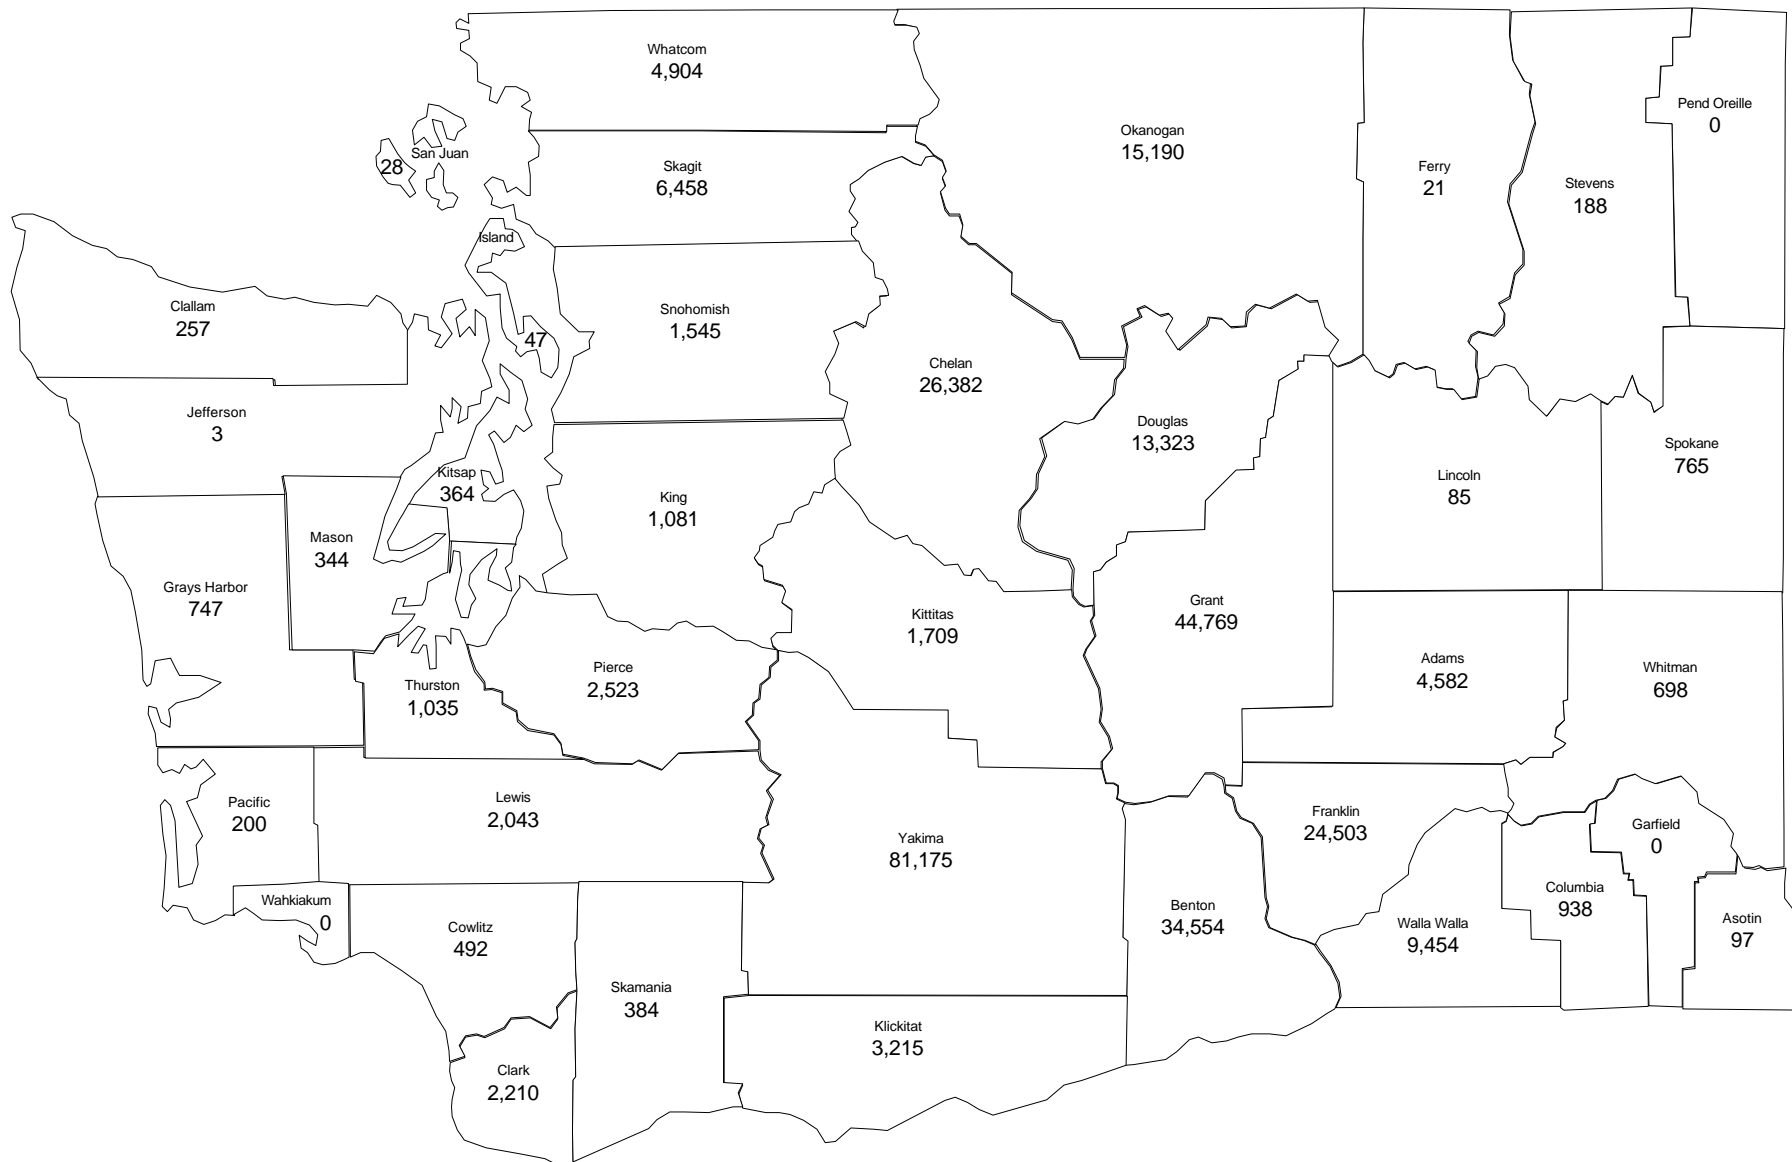 Whatcom
4,904
Pend Oreille
0
Okanogan
15,190
San Juan
28
Skagit
6,458
Ferry
21
Stevens
188
Island
47
Clallam
257
Snohomish
1,545
Chelan
26,382
Jefferson
3
Douglas
13,323
Spokane
765
Kitsap
364
Lincoln
85
King
1,081
Mason
344
Grays Harbor
747
Kittitas
1,709
Grant
44,769
Adams
4,582
Whitman
698
Pierce
2,523
Thurston
1,035
Pacific
200
Lewis
2,043
Yakima
81,175
Franklin
24,503
Garfield
0
Wahkiakum
0
Columbia
938
Benton
34,554
Walla Walla
9,454
Asotin
97
Cowlitz
492
Skamania
384
Klickitat
3,215
Clark
2,210